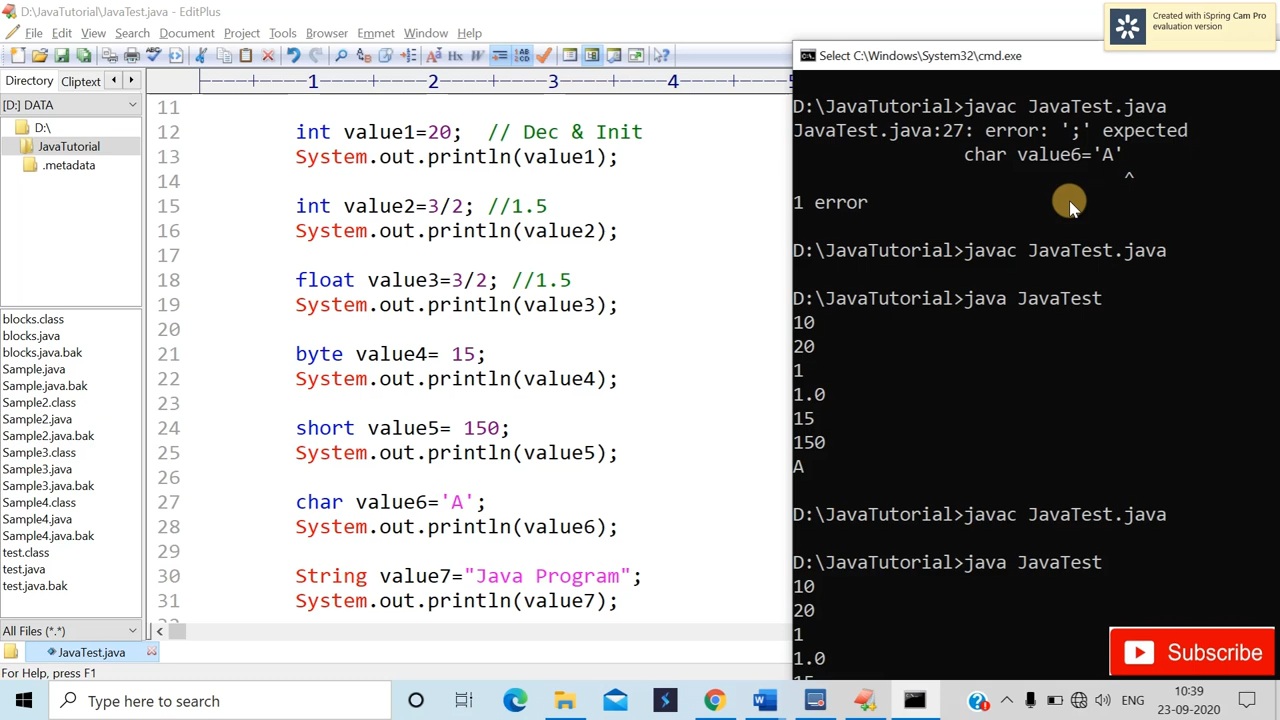 D:\JavaTutorial\JavaTest.java - EditPlus
File Edit View Search Document Project Tools Browser Emmet Window Help
Created with iSpring Cam Pro
evaluation version
Directory Cliptext
[D:] DATA
D:\
JavaTutorial
.metadata
blocks.class
blocks.java
blocks.java.bak
Sample.java
Sample.java.bak
Sample2.class
Sample2.java
Sample2.java.bak
Sample3.class
Sample3.java
Sample3.java.bak
Sample4.class
Sample4.java
Sample4.java.bak
test.class
test.java
test.java.bak
All Files (*.*)
1 2 3 4 5
11
12 int value1=20; // Dec & Init
13 System.out.println(value1);
14
15 int value2=3/2; //1.5
16 System.out.println(value2);
17
18 float value3=3/2; //1.5
19 System.out.println(value3);
20
21 byte value4= 15;
22 System.out.println(value4);
23
24 short value5= 150;
25 System.out.println(value5);
26
27 char value6='A';
28 System.out.println(value6);
29
30 String value7="Java Program";
31 System.out.println(value7);
JavaTest.java
For Help, press F1
Select C:\Windows\System32\cmd.exe
D:\JavaTutorial>javac JavaTest.java
JavaTest.java:27: error: ';' expected
char value6='A'
^
1 error
D:\JavaTutorial>javac JavaTest.java
D:\JavaTutorial>java JavaTest
10
20
1
1.0
15
150
A
D:\JavaTutorial>javac JavaTest.java
D:\JavaTutorial>java JavaTest
10
20
1
1.0
15
Subscribe
Type here to search
ENG
10:39
23-09-2020